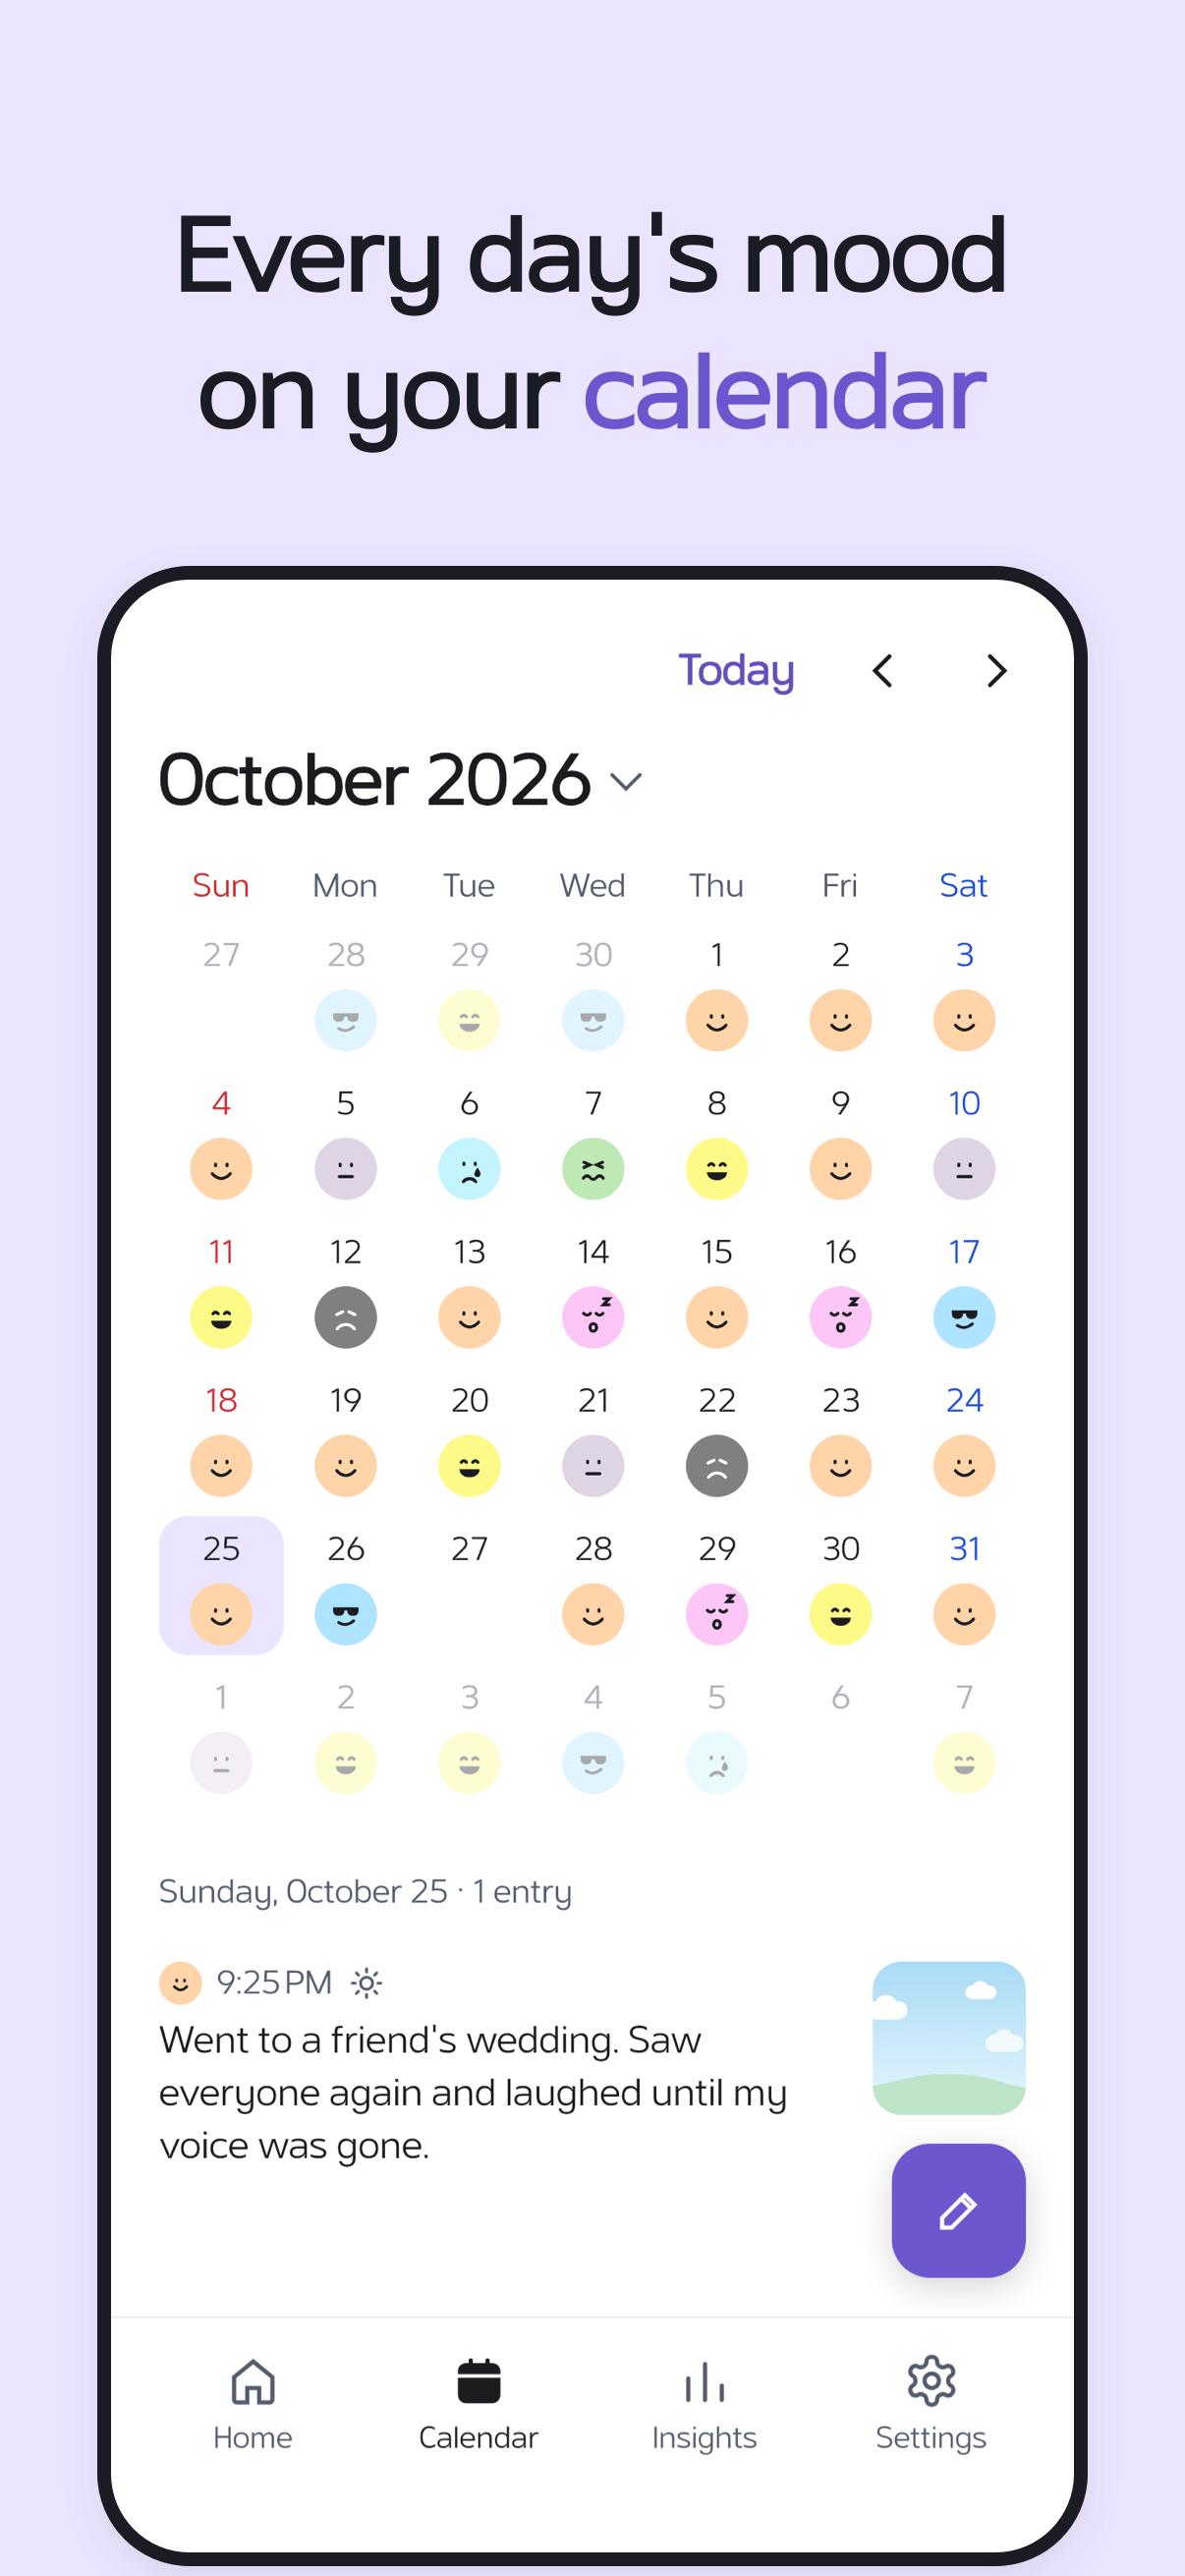 Every day's mood
on your calendar
Today
October 2026
Sun Mon Tue Wed Thu Fri Sat
27 28 29 30 1 2 3
4 5 6 7 8 9 10
11 12 13 14 15 16 17
18 19 20 21 22 23 24
25 26 27 28 29 30 31
1 2 3 4 5 6 7
Sunday, October 25 · 1 entry
9:25 PM
Went to a friend's wedding. Saw
everyone again and laughed until my
voice was gone.
Home Calendar Insights Settings